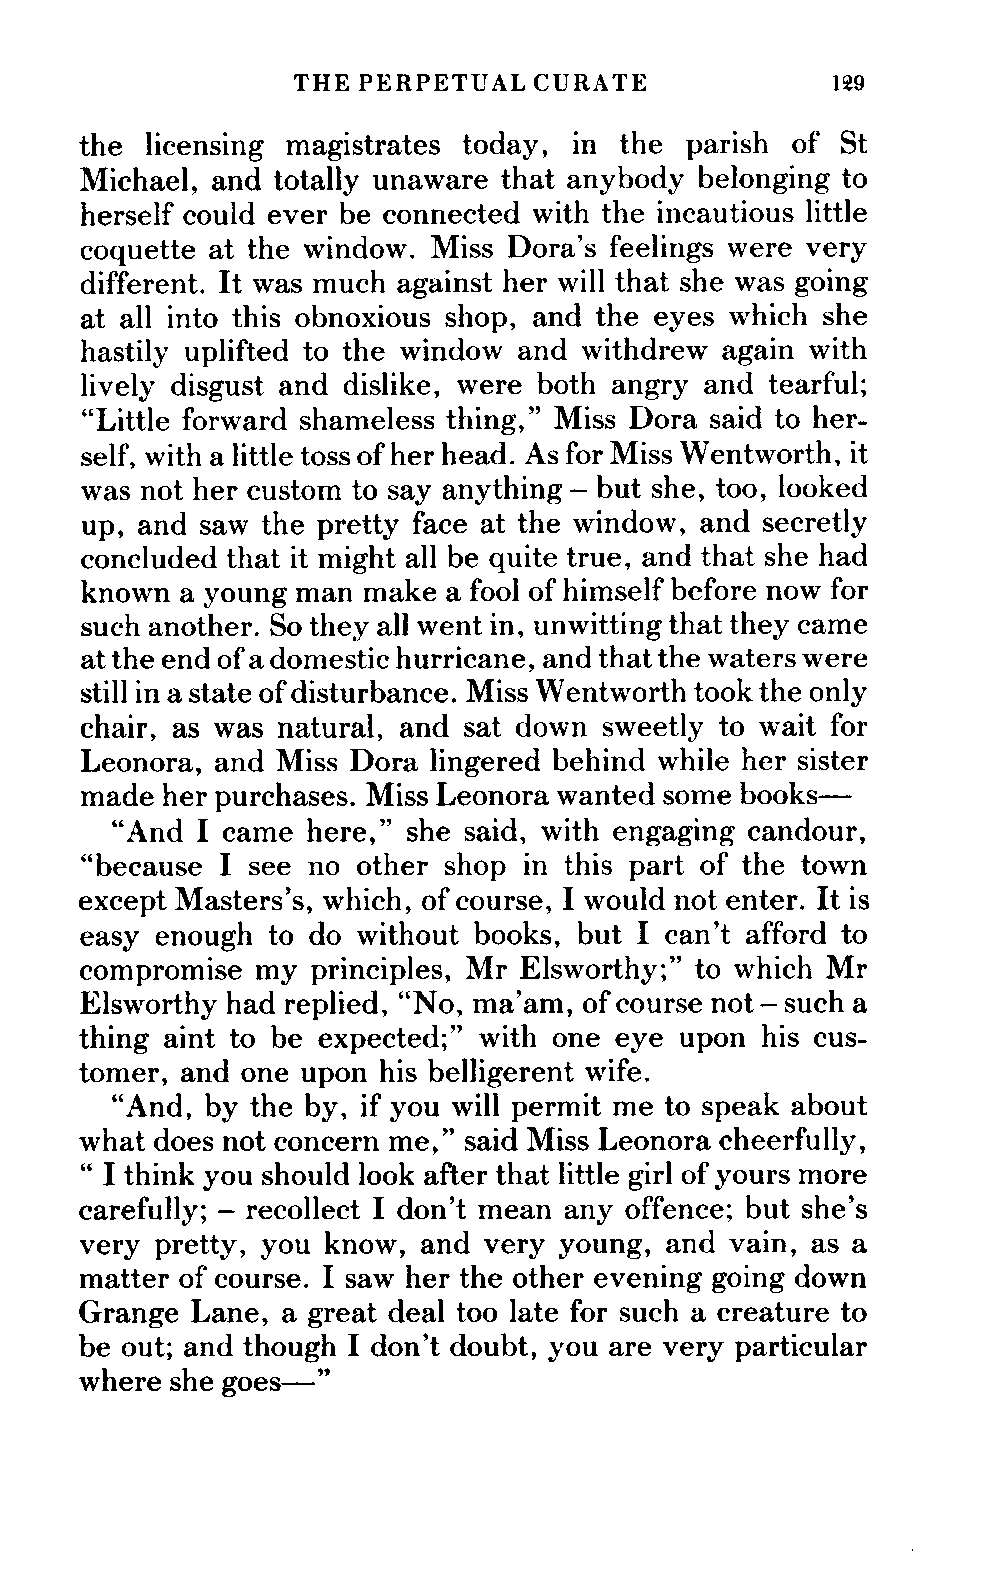 THE PERPETUAL CURATE 129
the licensing magistrates today, in the parish of St
Michael, and totally unaware that anybody belonging to
herself could ever be connected with the incautious little
coquette at the window. Miss Dora's feelings were very
different. It was much against her will that she was going
at all into this obnoxious shop, and the eyes which she
hastily uplifted to the window and withdrew again with
lively disgust and dislike, were both angry and tearful;
“Little forward shameless thing,” Miss Dora said to her-
self, with a little toss of her head. As for Miss Wentworth, it
was not her custom to say anything – but she, too, looked
up, and saw the pretty face at the window, and secretly
concluded that it might all be quite true, and that she had
known a young man make a fool of himself before now for
such another. So they all went in, unwitting that they came
at the end of a domestic hurricane, and that the waters were
still in a state of disturbance. Miss Wentworth took the only
chair, as was natural, and sat down sweetly to wait for
Leonora, and Miss Dora lingered behind while her sister
made her purchases. Miss Leonora wanted some books—
“And I came here,” she said, with engaging candour,
“because I see no other shop in this part of the town
except Masters's, which, of course, I would not enter. It is
easy enough to do without books, but I can't afford to
compromise my principles, Mr Elsworthy;” to which Mr
Elsworthy had replied, “No, ma'am, of course not – such a
thing aint to be expected;” with one eye upon his cus-
tomer, and one upon his belligerent wife.
“And, by the by, if you will permit me to speak about
what does not concern me,” said Miss Leonora cheerfully,
“ I think you should look after that little girl of yours more
carefully; – recollect I don't mean any offence; but she's
very pretty, you know, and very young, and vain, as a
matter of course. I saw her the other evening going down
Grange Lane, a great deal too late for such a creature to
be out; and though I don't doubt, you are very particular
where she goes—”